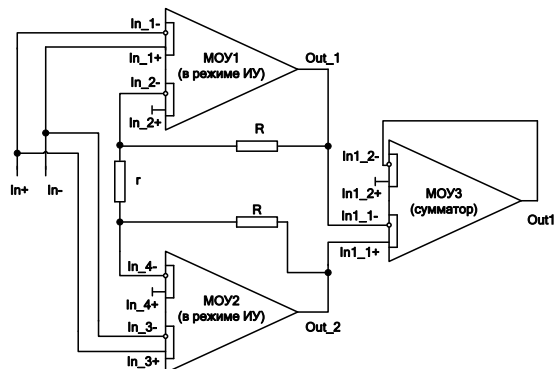 In_1-
In_1+
In_2-
In_2+
МОУ1
(в режиме ИУ)
Out_1
R
r
In+
In-
R
In1_2-
In1_2+
In1_1-
In1_1+
МОУ3
(сумматор)
Out1
In_4-
In_4+
In_3-
In_3+
МОУ2
(в режиме ИУ)
Out_2